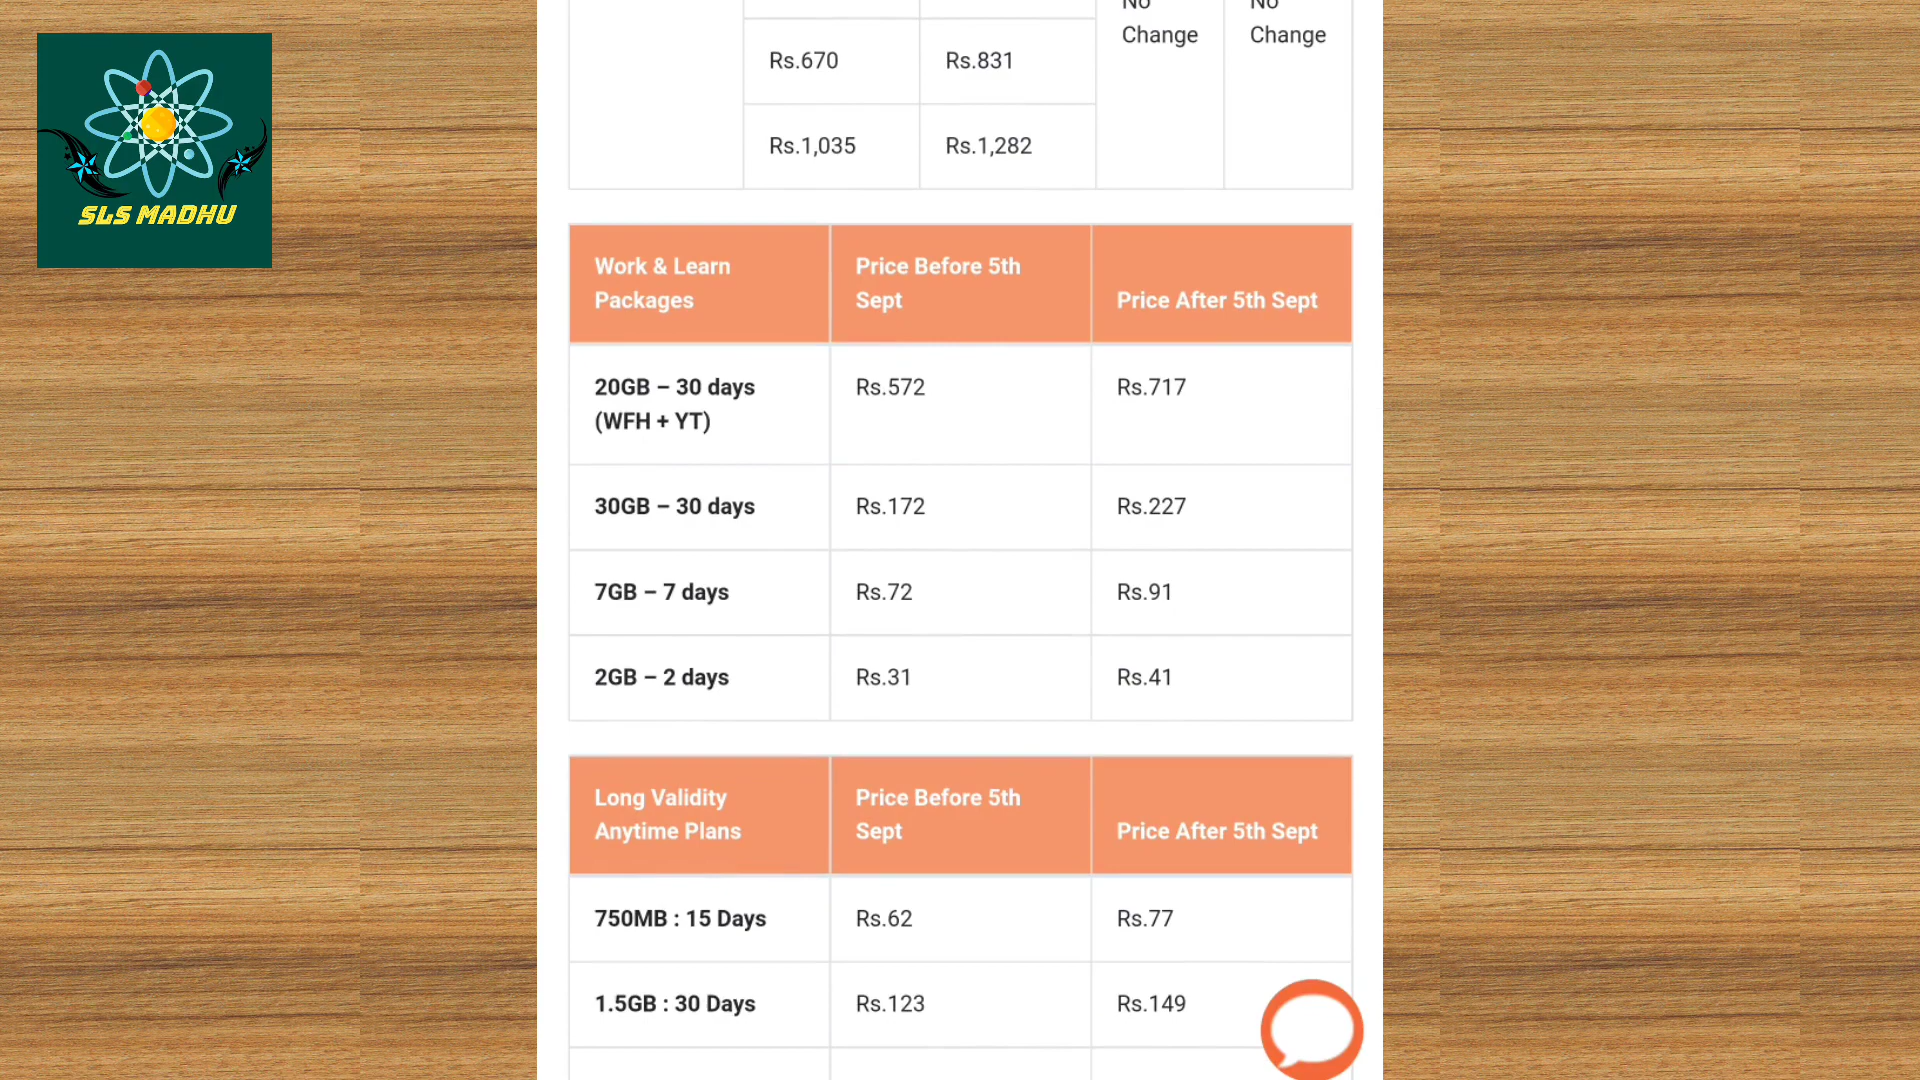 No
No
Change
Change
Rs.670
Rs.831
Rs.1,035
Rs.1,282
SLS MADHU
Work & Learn
Packages
Price Before 5th
Sept
Price After 5th Sept
20GB – 30 days
(WFH + YT)
Rs.572
Rs.717
30GB – 30 days
Rs.172
Rs.227
7GB – 7 days
Rs.72
Rs.91
2GB – 2 days
Rs.31
Rs.41
Long Validity
Anytime Plans
Price Before 5th
Sept
Price After 5th Sept
750MB : 15 Days
Rs.62
Rs.77
1.5GB : 30 Days
Rs.123
Rs.149